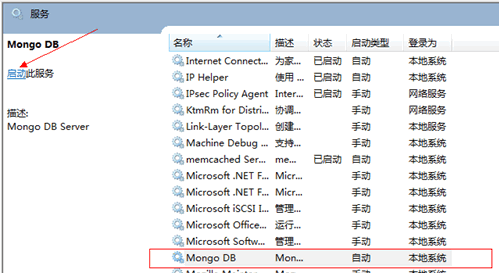 服务
Mongo DB
启动此服务
描述:
Mongo DB Server
名称 描述 状态 启动类型 登录为
Internet Connect... 为家... 已启动 自动 本地系统
IP Helper 使用 ... 已启动 自动 本地系统
IPsec Policy Agent Inter... 已启动 手动 网络服务
KtmRm for Distri... 协调... 手动 网络服务
Link-Layer Topol... 创建... 手动 本地服务
Machine Debug ... 支持... 手动 本地系统
memcached Ser... me... 已启动 自动 本地系统
Microsoft .NET F... Micr... 手动 本地系统
Microsoft .NET F... Micr... 手动 本地系统
Microsoft iSCSI I... 管理... 手动 本地系统
Microsoft Office... 运行... 手动 本地系统
Microsoft Softw... 管理... 手动 本地系统
Mongo DB Mon... 自动 本地系统